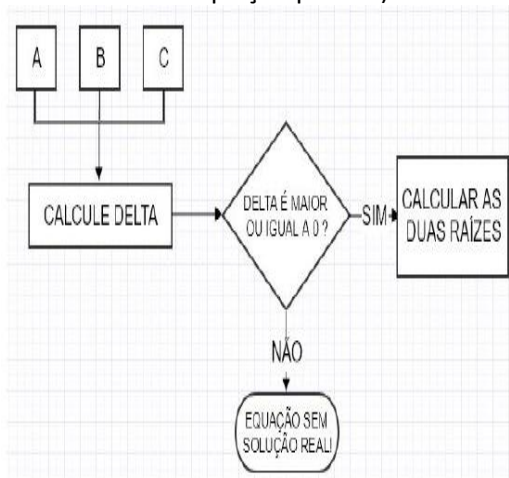 A B C
CALCULE DELTA
DELTA É MAIOR
OU IGUAL A 0 ?
SIM
CALCULAR AS
DUAS RAÍZES
NÃO
EQUAÇÃO SEM
SOLUÇÃO REAL!